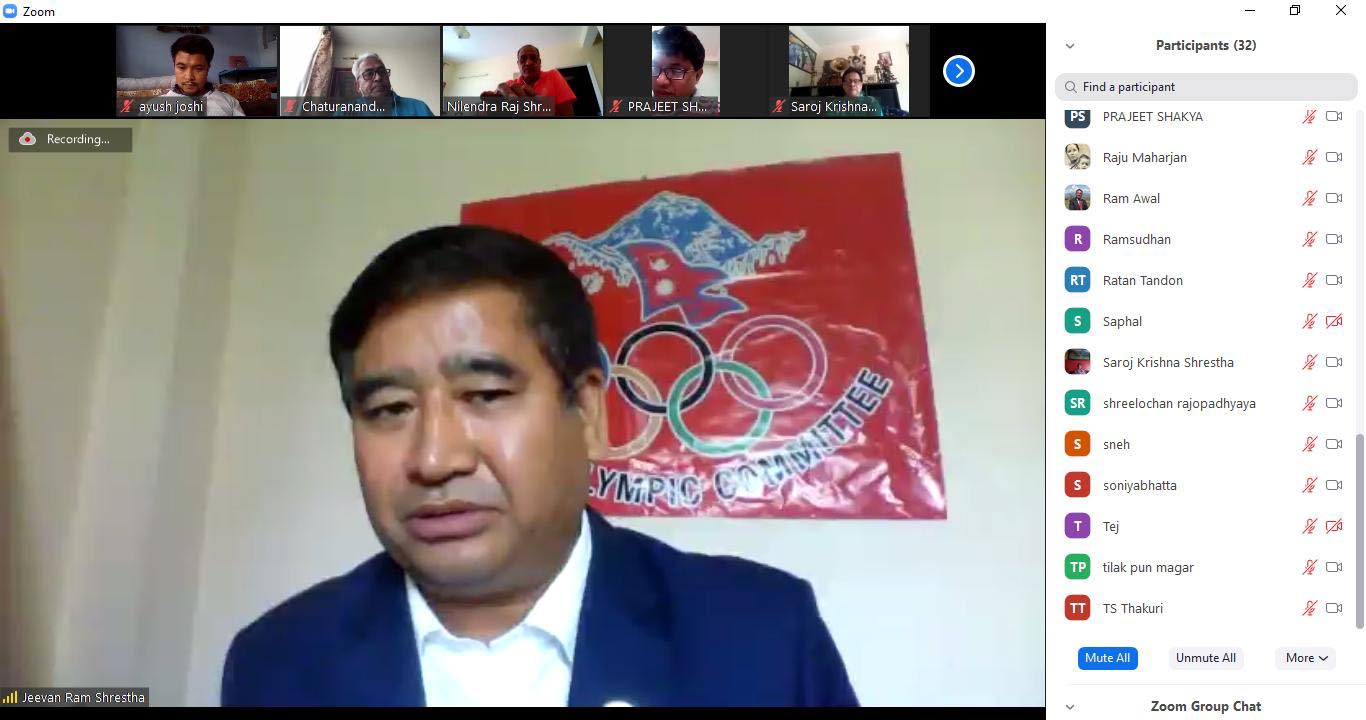 Zoom
ayush joshi
Chaturanand...
Nilendra Raj Shr...
PRAJEET SH...
Saroj Krishna...
Recording...
LYMPIC COMMITTEE
Jeevan Ram Shrestha
Participants (32)
Find a participant
PS PRAJEET SHAKYA
Raju Maharjan
Ram Awal
R Ramsudhan
RT Ratan Tandon
S Saphal
Saroj Krishna Shrestha
SR shreelochan rajopadhyaya
S sneh
S soniyabhatta
T Tej
TP tilak pun magar
TT TS Thakuri
Mute All
Unmute All
More
Zoom Group Chat